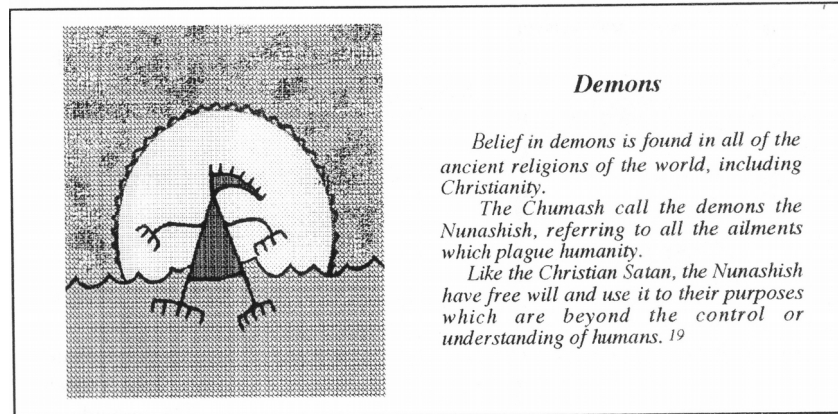 Demons
Belief in demons is found in all of the
ancient religions of the world, including
Christianity.
The Chumash call the demons the
Nunashish, referring to all the ailments
which plague humanity.
Like the Christian Satan, the Nunashish
have free will and use it to their purposes
which are beyond the control or
understanding of humans. 19